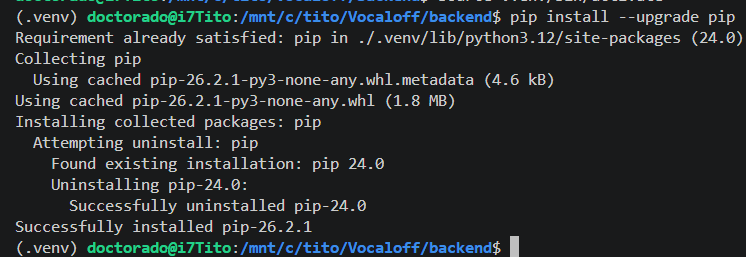 (.venv) doctorado@i7Tito:/mnt/c/tito/Vocaloff/backend$ pip install --upgrade pip
Requirement already satisfied: pip in ./.venv/lib/python3.12/site-packages (24.0)
Collecting pip
  Using cached pip-26.2.1-py3-none-any.whl.metadata (4.6 kB)
Using cached pip-26.2.1-py3-none-any.whl (1.8 MB)
Installing collected packages: pip
  Attempting uninstall: pip
    Found existing installation: pip 24.0
    Uninstalling pip-24.0:
      Successfully uninstalled pip-24.0
Successfully installed pip-26.2.1
(.venv) doctorado@i7Tito:/mnt/c/tito/Vocaloff/backend$